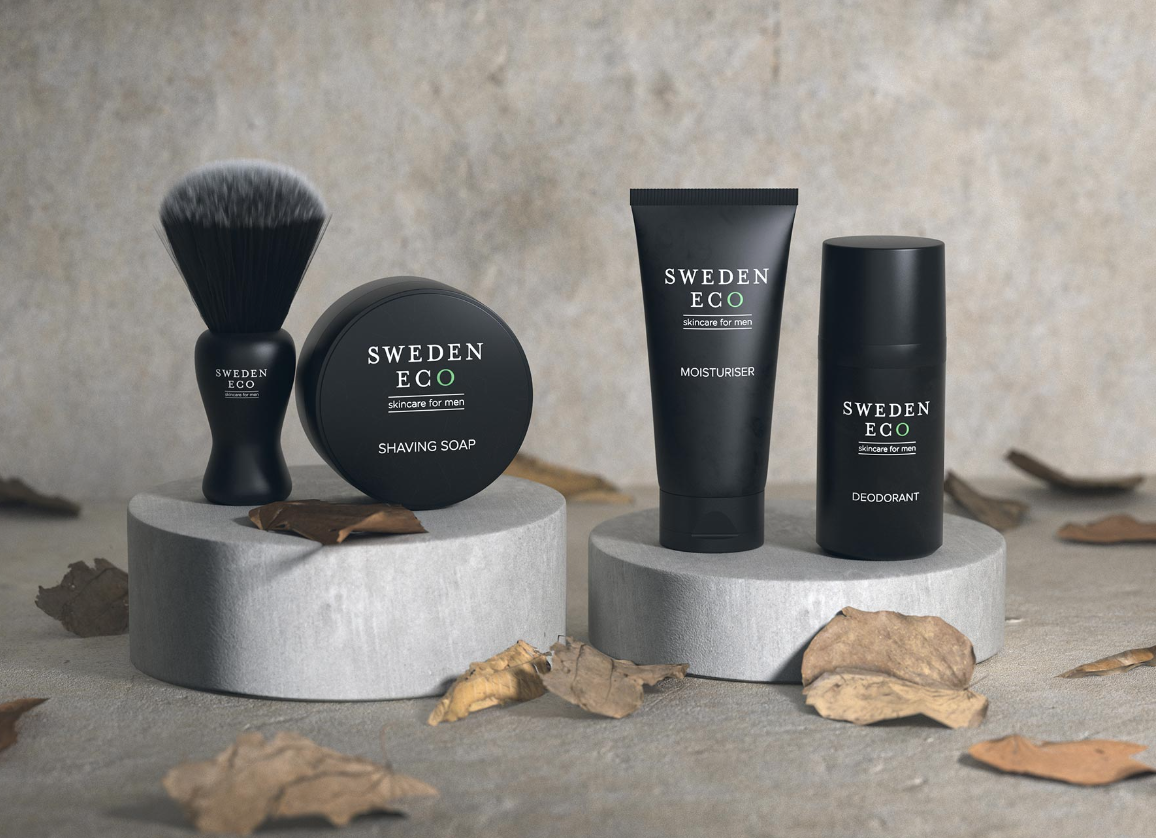 SWEDEN
ECO
skincare for men
SWEDEN
ECO
skincare for men
SHAVING SOAP
SWEDEN
ECO
skincare for men
MOISTURISER
SWEDEN
ECO
skincare for men
DEODORANT